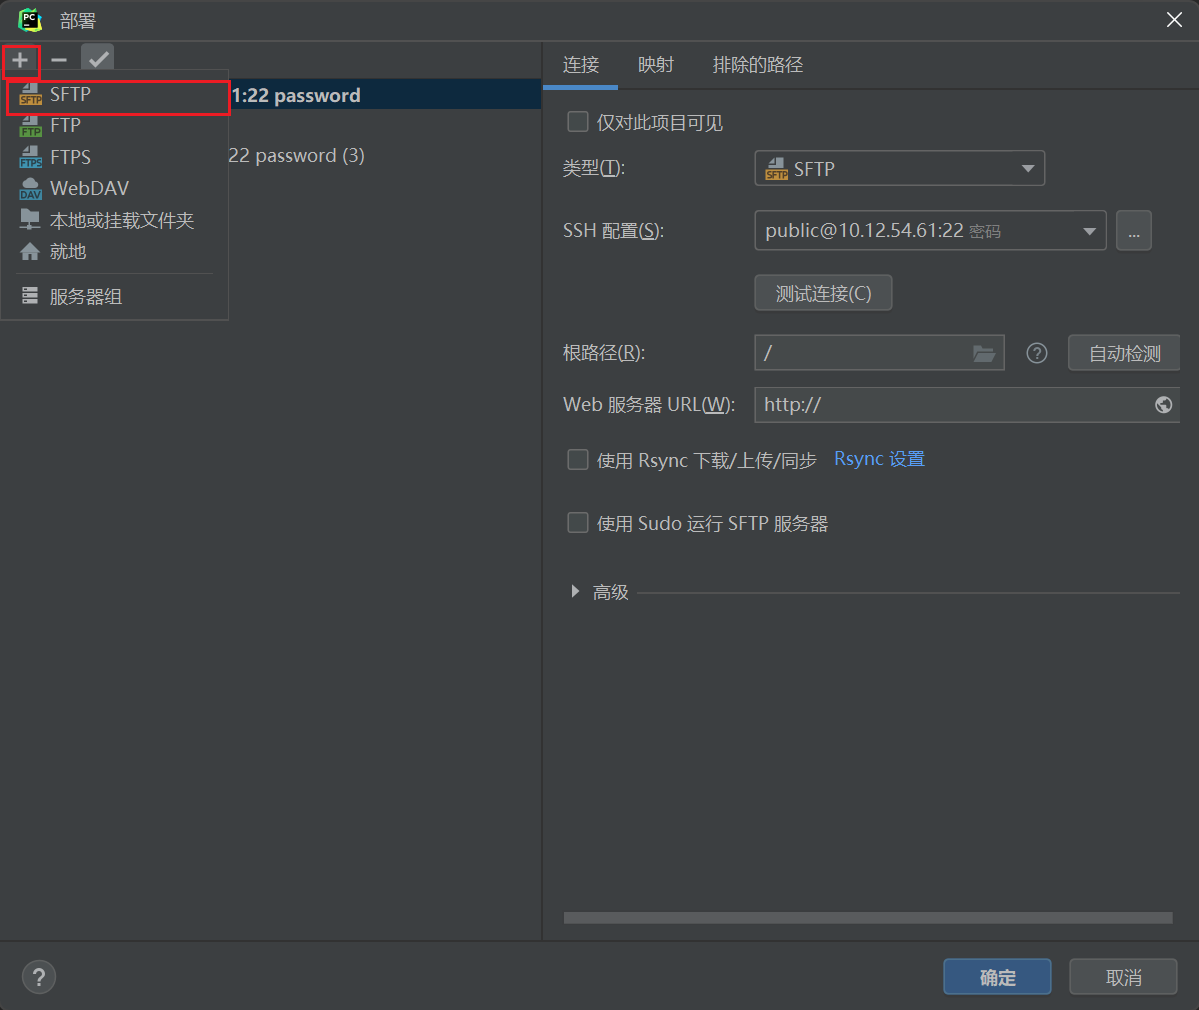 部署
SFTP
FTP
FTPS
WebDAV
本地或挂载文件夹
就地
服务器组
1:22 password
22 password (3)
连接 映射 排除的路径
仅对此项目可见
类型(T): SFTP
SSH 配置(S): public@10.12.54.61:22 密码 ...
测试连接(C)
根路径(R): / 自动检测
Web 服务器 URL(W): http://
使用 Rsync 下载/上传/同步 Rsync 设置
使用 Sudo 运行 SFTP 服务器
高级
? 确定 取消